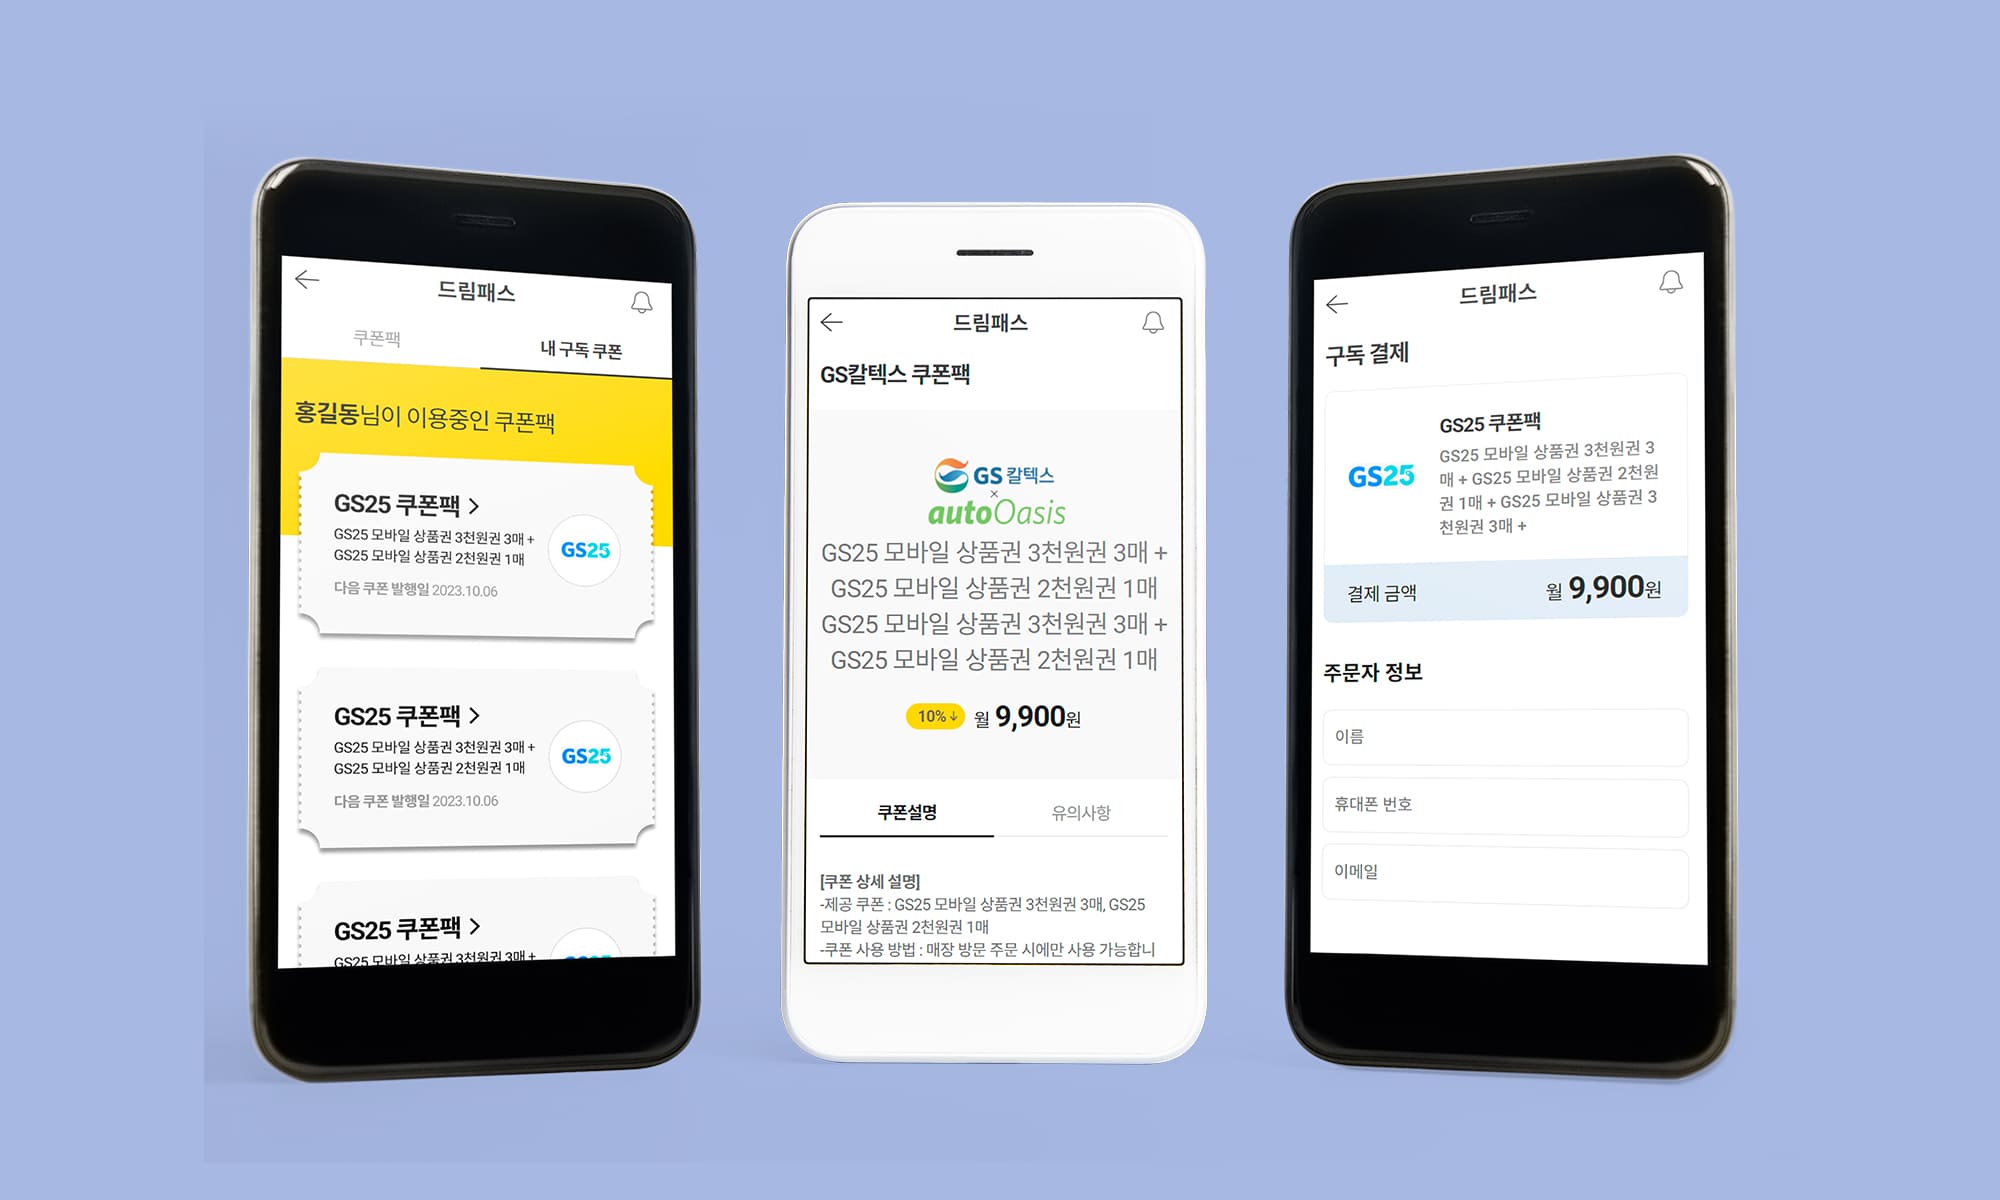 드림패스
쿠폰팩
내 구독 쿠폰
홍길동님이 이용중인 쿠폰팩
GS25 쿠폰팩 >
GS25 모바일 상품권 3천원권 3매 +
GS25 모바일 상품권 2천원권 1매
다음 쿠폰 발행일 2023.10.06
GS25
GS25 쿠폰팩 >
GS25 모바일 상품권 3천원권 3매 +
GS25 모바일 상품권 2천원권 1매
다음 쿠폰 발행일 2023.10.06
GS25
GS25 쿠폰팩 >
GS25 모바일 상품권 3천원권 3매 +
드림패스
GS칼텍스 쿠폰팩
GS 칼텍스
×
autoOasis
GS25 모바일 상품권 3천원권 3매 +
GS25 모바일 상품권 2천원권 1매
GS25 모바일 상품권 3천원권 3매 +
GS25 모바일 상품권 2천원권 1매
10%↓ 월 9,900원
쿠폰설명
유의사항
[쿠폰 상세 설명]
-제공 쿠폰 : GS25 모바일 상품권 3천원권 3매, GS25
모바일 상품권 2천원권 1매
-쿠폰 사용 방법 : 매장 방문 주문 시에만 사용 가능합니
드림패스
구독 결제
GS25
GS25 쿠폰팩
GS25 모바일 상품권 3천원권 3
매 + GS25 모바일 상품권 2천원
권 1매 + GS25 모바일 상품권 3
천원권 3매 +
결제 금액
월 9,900원
주문자 정보
이름
휴대폰 번호
이메일